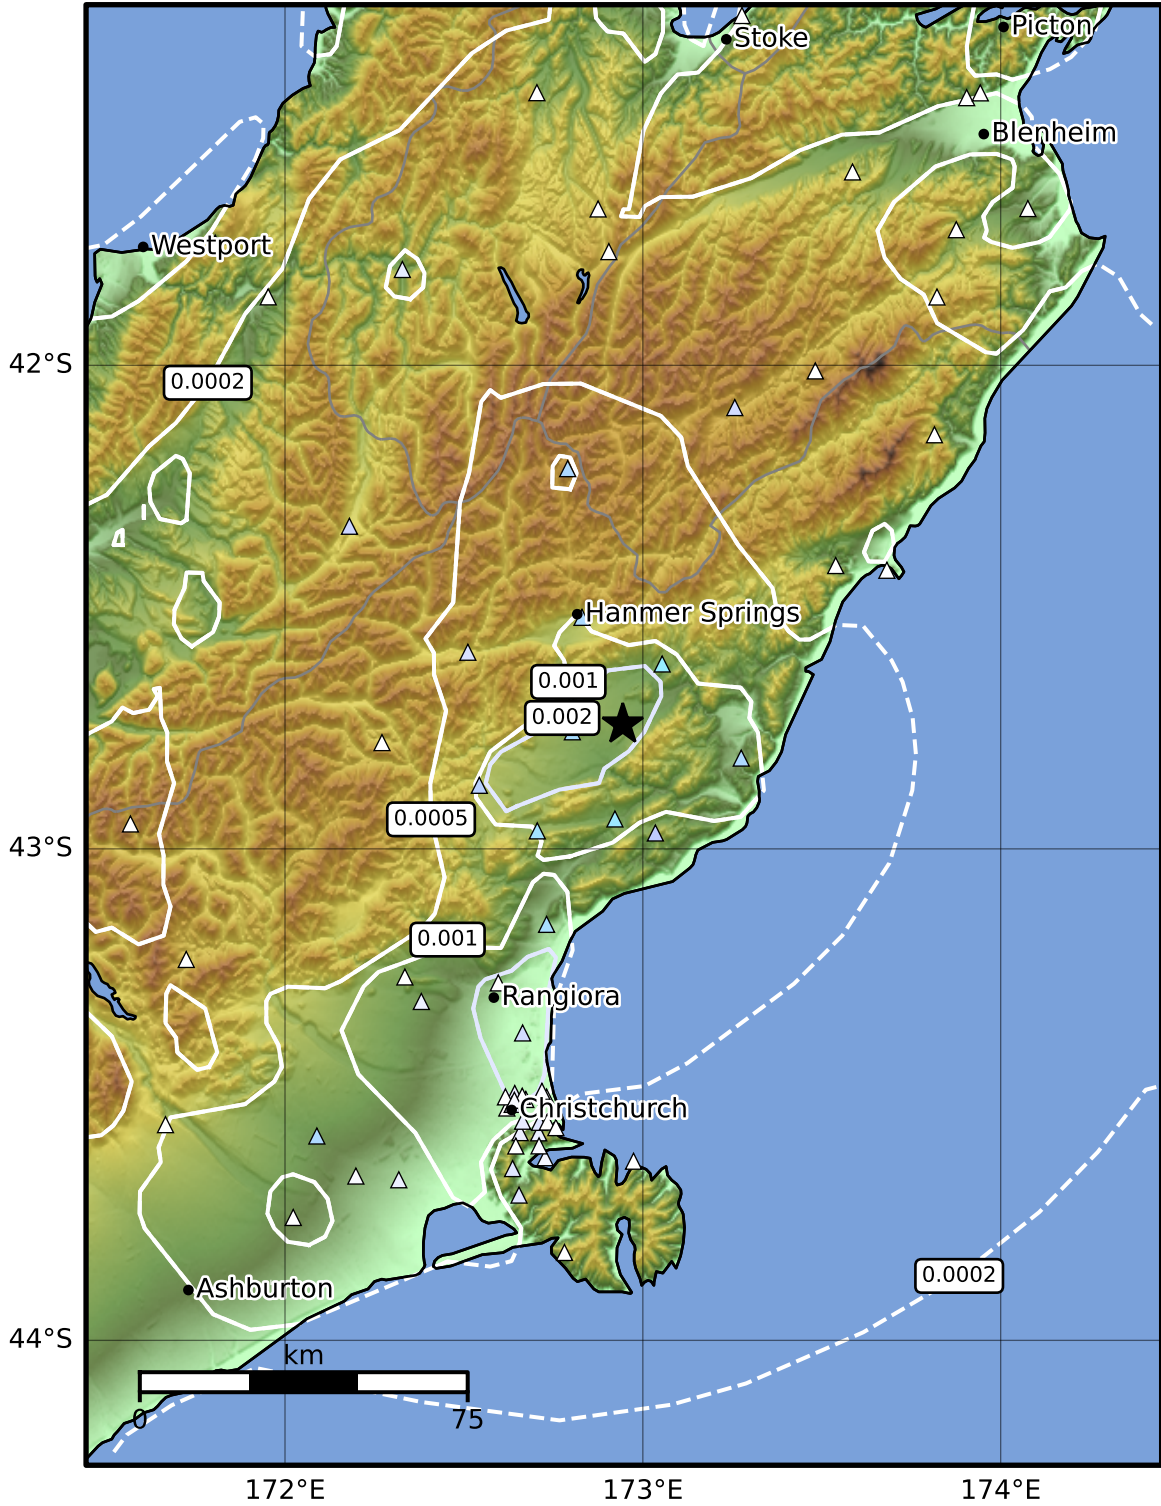 Stoke
Picton
Blenheim
Westport
42°S
0.0002
Hanmer Springs
0.001
0.002
0.0005
43°S
0.001
Rangiora
Christchurch
0.0002
Ashburton
44°S
km
0
75
172°E
173°E
174°E